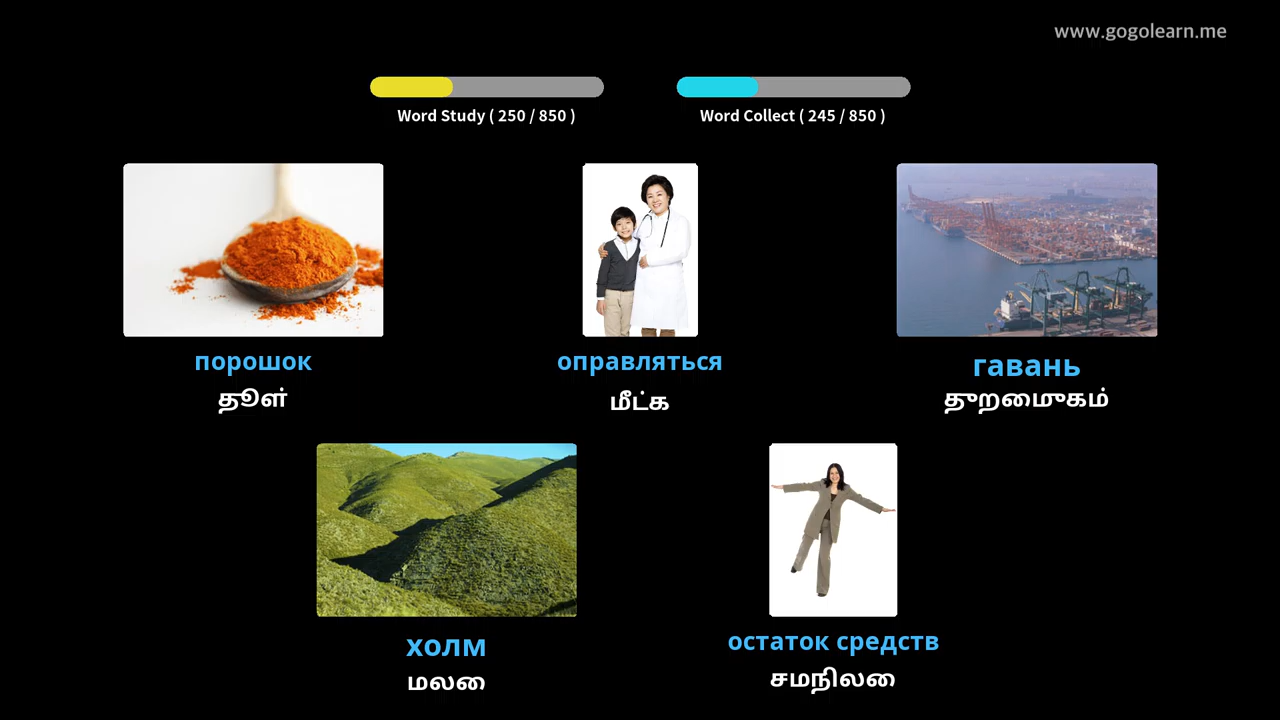 www.gogolearn.me
Word Study ( 250 / 850 )
Word Collect ( 245 / 850 )
порошок
தூள்
оправляться
மீட்க
гавань
துறைமுகம்
холм
மலை
остаток средств
சமநிலை